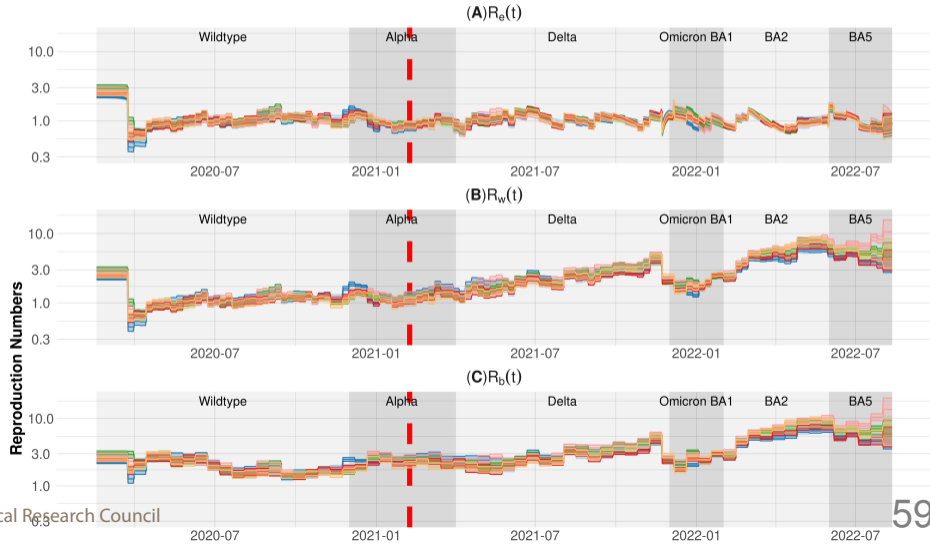 (A)Re(t)
Wildtype Alpha Delta Omicron BA1 BA2 BA5
10.0
3.0
1.0
0.3
2020-07 2021-01 2021-07 2022-01 2022-07
(B)Rw(t)
Wildtype Alpha Delta Omicron BA1 BA2 BA5
10.0
3.0
1.0
0.3
2020-07 2021-01 2021-07 2022-01 2022-07
Reproduction Numbers
(C)Rb(t)
Wildtype Alpha Delta Omicron BA1 BA2 BA5
10.0
3.0
1.0
0.3
cal Research Council
59
2020-07 2021-01 2021-07 2022-01 2022-07